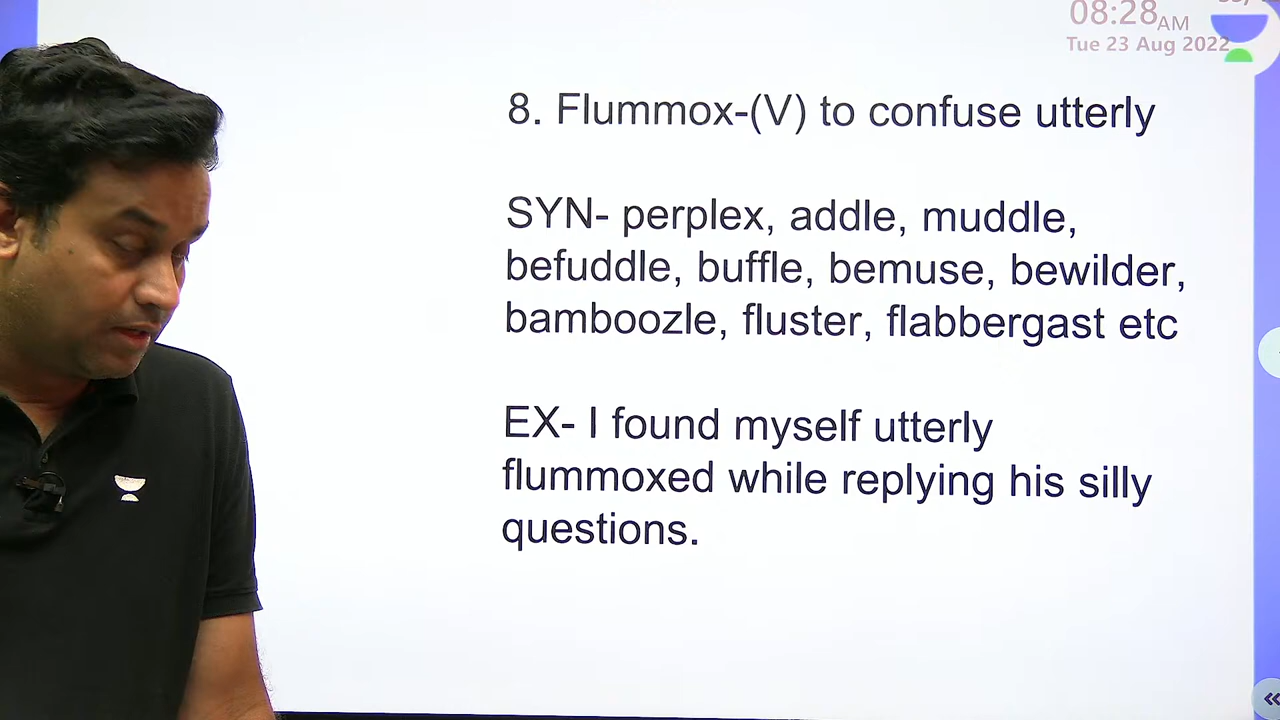 08:28AM
Tue 23 Aug 2022
8. Flummox-(V) to confuse utterly
SYN- perplex, addle, muddle,
befuddle, buffle, bemuse, bewilder,
bamboozle, fluster, flabbergast etc
EX- I found myself utterly
flummoxed while replying his silly
questions.